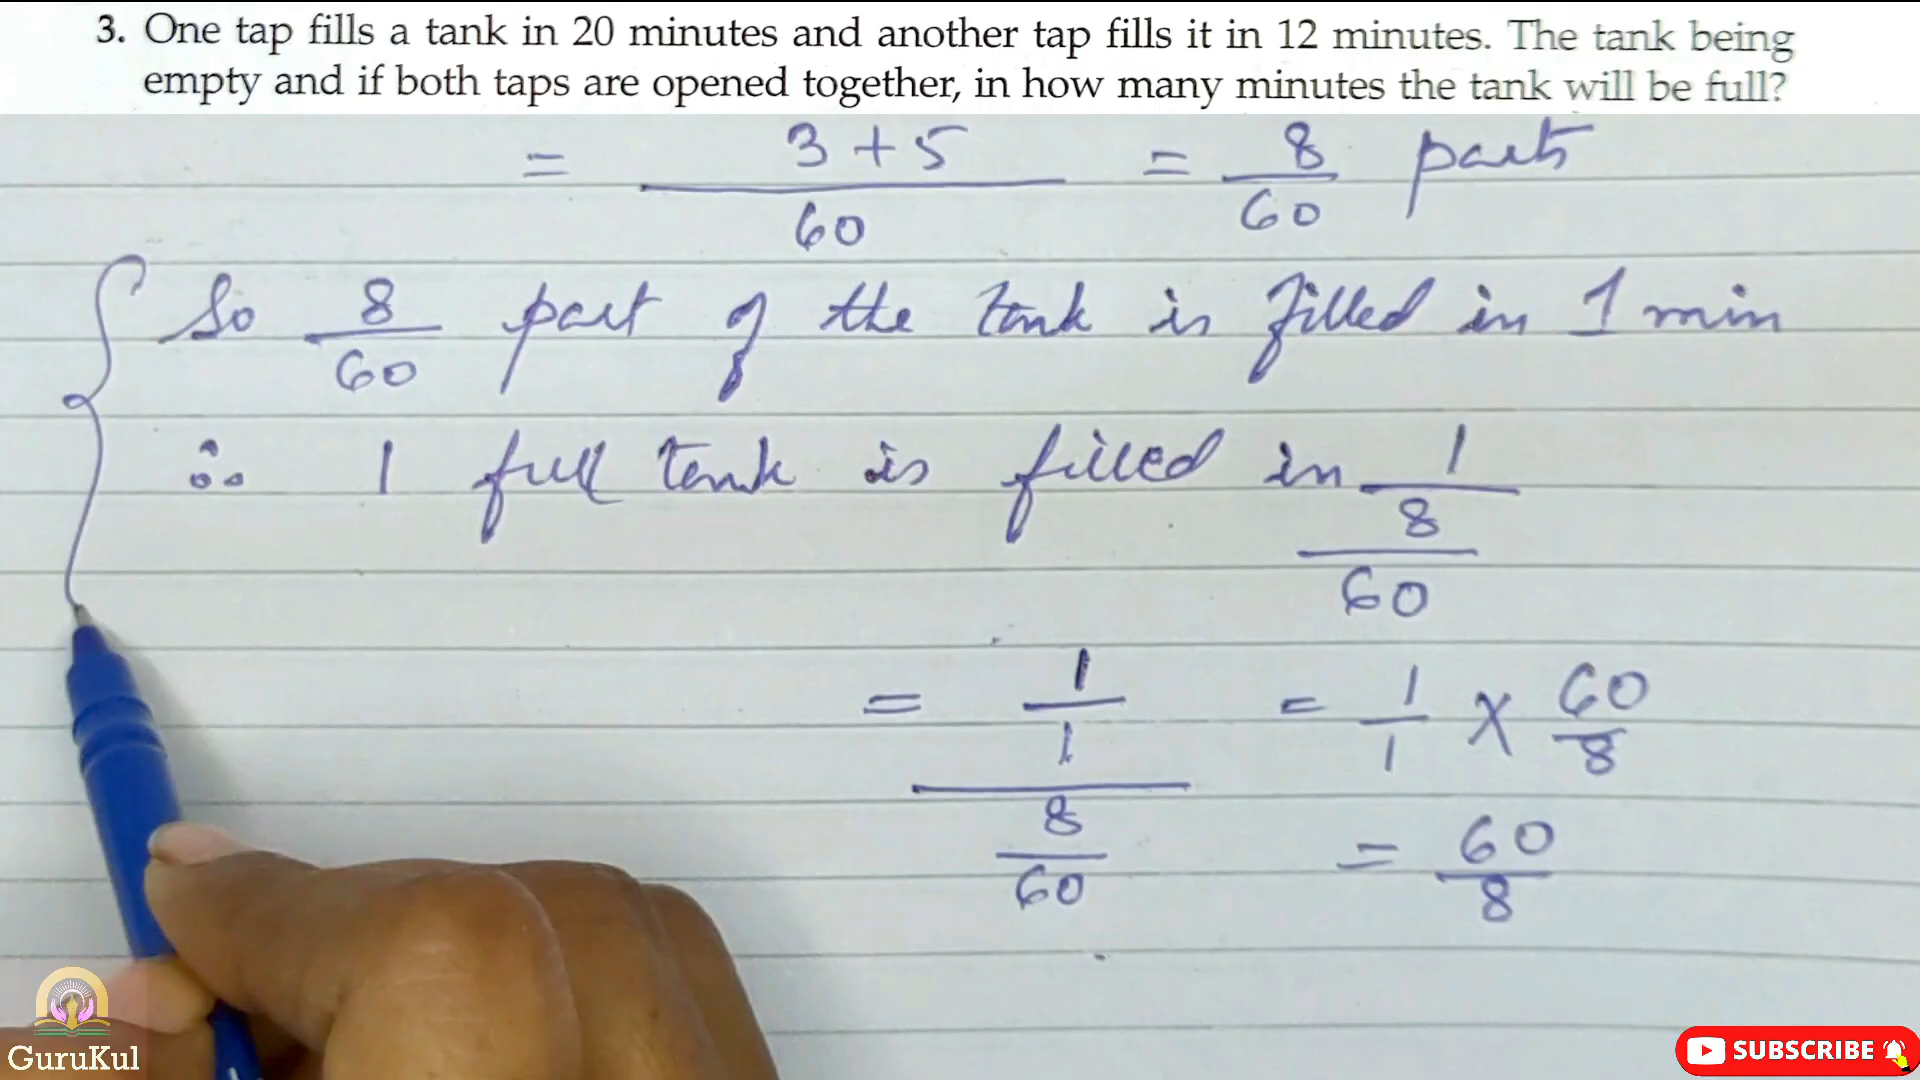 3. One tap fills a tank in 20 minutes and another tap fills it in 12 minutes. The tank being
empty and if both taps are opened together, in how many minutes the tank will be full?
= 3 + 5 / 60 = 8 / 60 parts
So 8 / 60 part of the tank is filled in 1 min
∴ 1 full tank is filled in 1 / 8 / 60
= 1 / 1 / 8 / 60 = 1 / 1 × 60 / 8
= 60 / 8
GuruKul
SUBSCRIBE